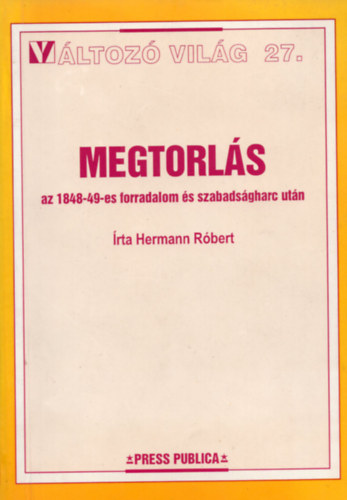 VÁLTOZÓ VILÁG 27.
MEGTORLÁS
az 1848-49-es forradalom és szabadságharc után
Írta Hermann Róbert
*PRESS PUBLICA*